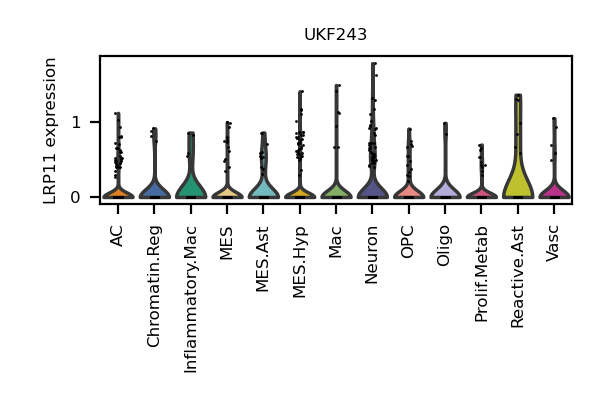 UKF243
LRP11 expression
1
0
AC
Chromatin.Reg
Inflammatory.Mac
MES
MES.Ast
MES.Hyp
Mac
Neuron
OPC
Oligo
Prolif.Metab
Reactive.Ast
Vasc